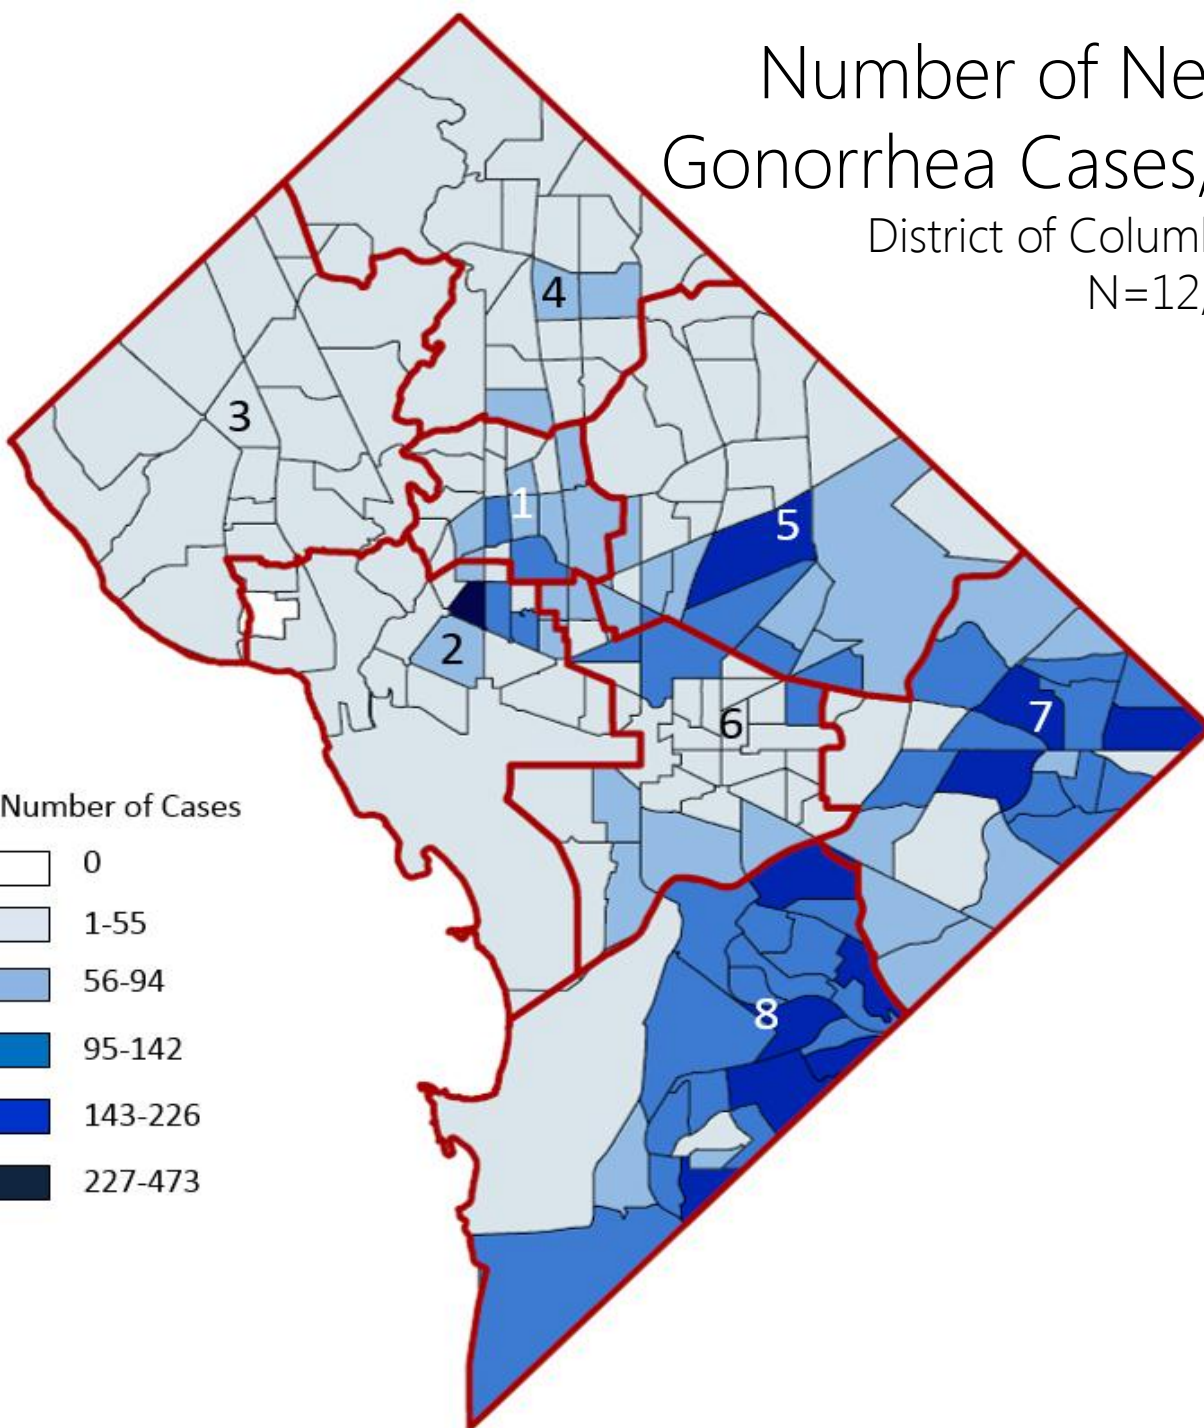 Number of Ne
Gonorrhea Cases,
District of Columb
N=12,
4
3
1
5
2
7
6
Number of Cases
0
1-55
56-94
8
95-142
143-226
227-473